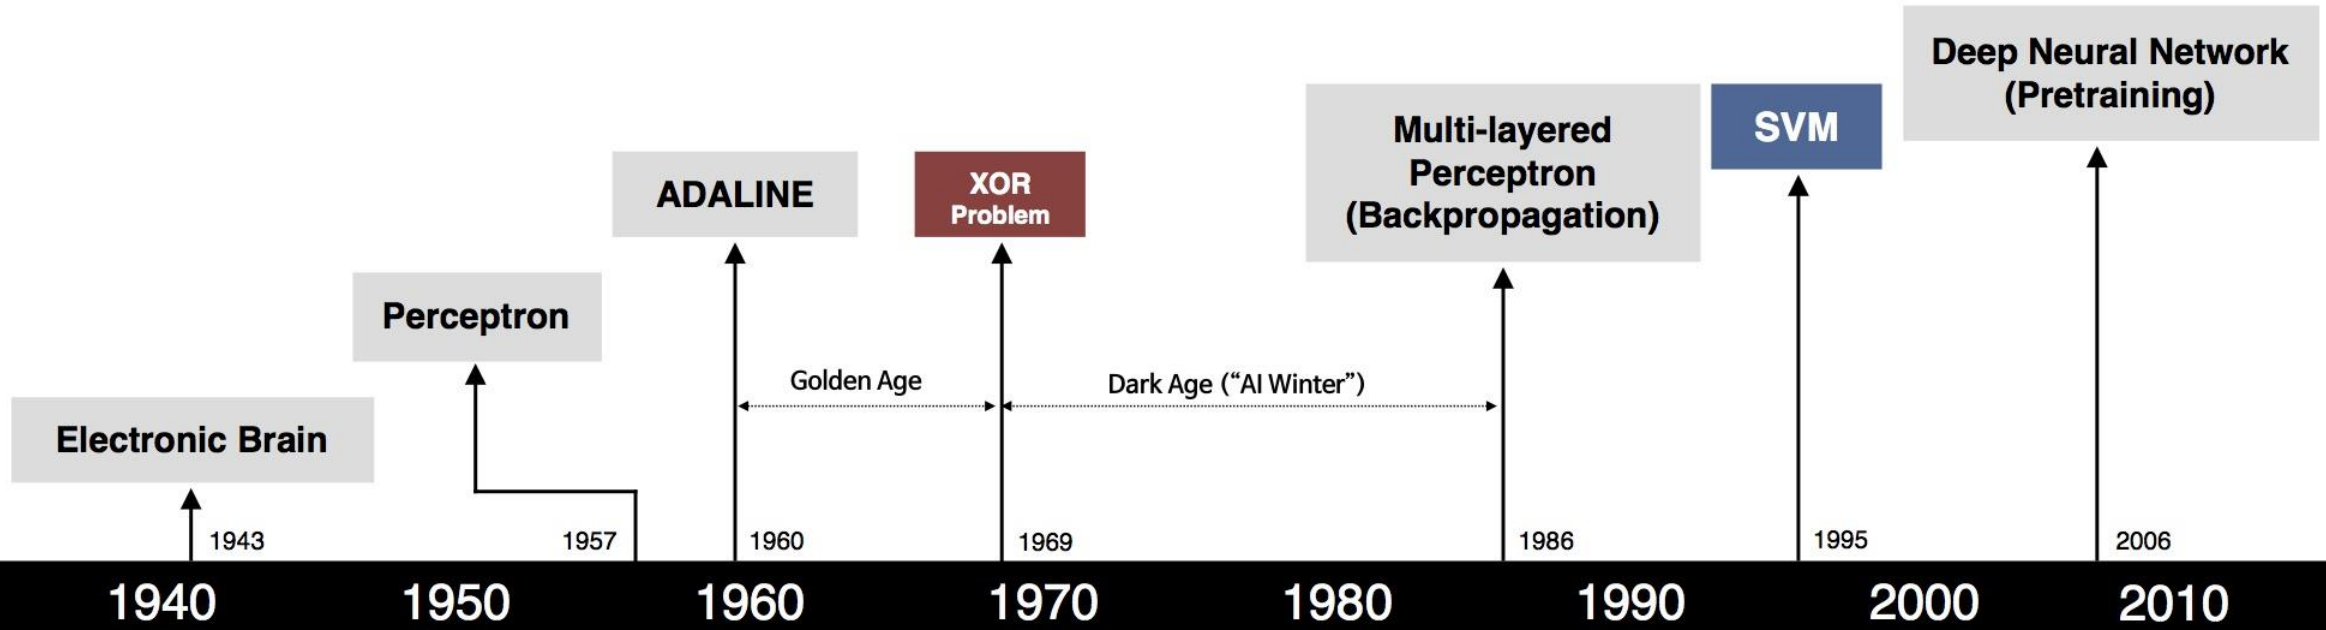 Deep Neural Network
(Pretraining)
Multi-layered
Perceptron
(Backpropagation)
SVM
ADALINE
XOR
Problem
Perceptron
Golden Age
Dark Age (“AI Winter”)
Electronic Brain
1943
1957
1960
1969
1986
1995
2006
1940 1950 1960 1970 1980 1990 2000 2010